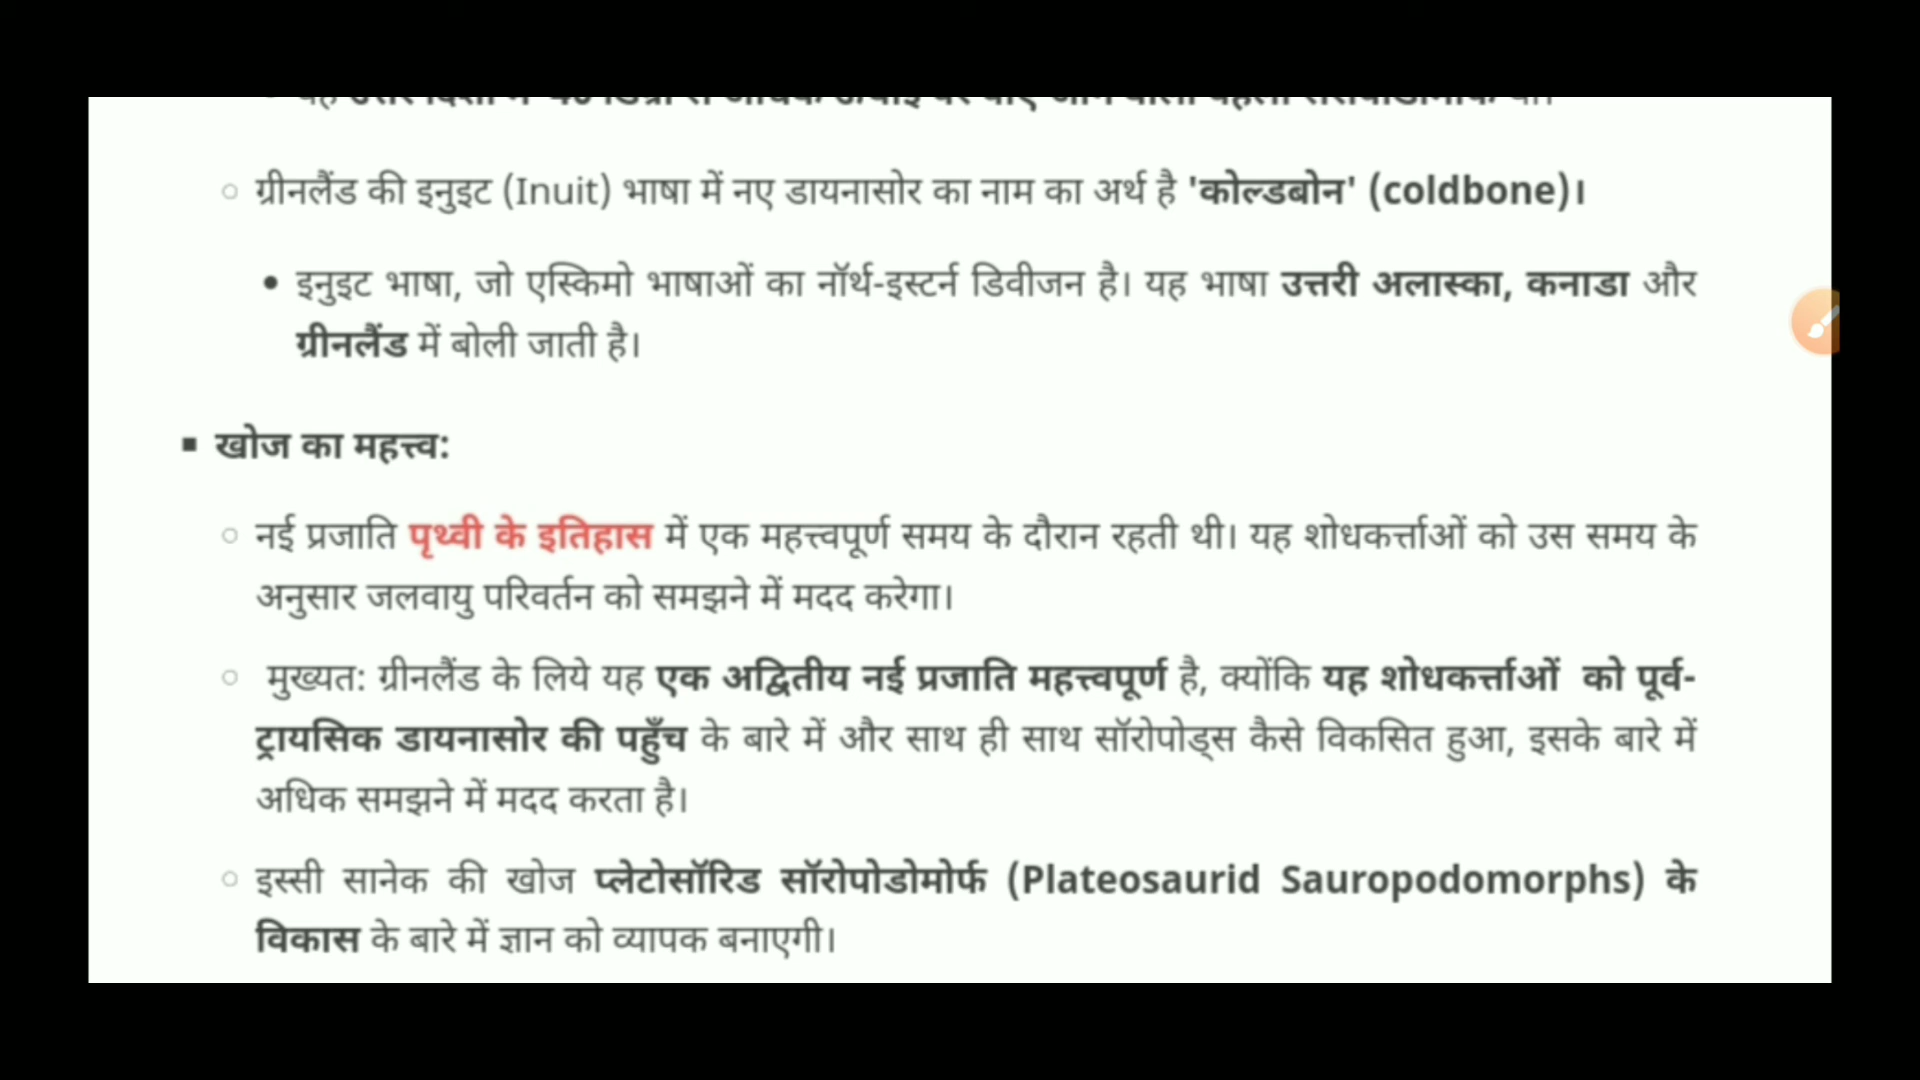 ग्रीनलैंड की इनुइट (Inuit) भाषा में नए डायनासोर का नाम का अर्थ है 'कोल्डबोन' (coldbone)।
इनुइट भाषा, जो एस्किमो भाषाओं का नॉर्थ-इस्टर्न डिवीजन है। यह भाषा उत्तरी अलास्का, कनाडा और
ग्रीनलैंड में बोली जाती है।
खोज का महत्त्व:
नई प्रजाति पृथ्वी के इतिहास में एक महत्त्वपूर्ण समय के दौरान रहती थी। यह शोधकर्त्ताओं को उस समय के
अनुसार जलवायु परिवर्तन को समझने में मदद करेगा।
मुख्यत: ग्रीनलैंड के लिये यह एक अद्वितीय नई प्रजाति महत्त्वपूर्ण है, क्योंकि यह शोधकर्त्ताओं को पूर्व-
ट्रायसिक डायनासोर की पहुँच के बारे में और साथ ही साथ सॉरोपोड्स कैसे विकसित हुआ, इसके बारे में
अधिक समझने में मदद करता है।
इस्सी सानेक की खोज प्लेटोसॉरिड सॉरोपोडोमोर्फ (Plateosaurid Sauropodomorphs) के
विकास के बारे में ज्ञान को व्यापक बनाएगी।